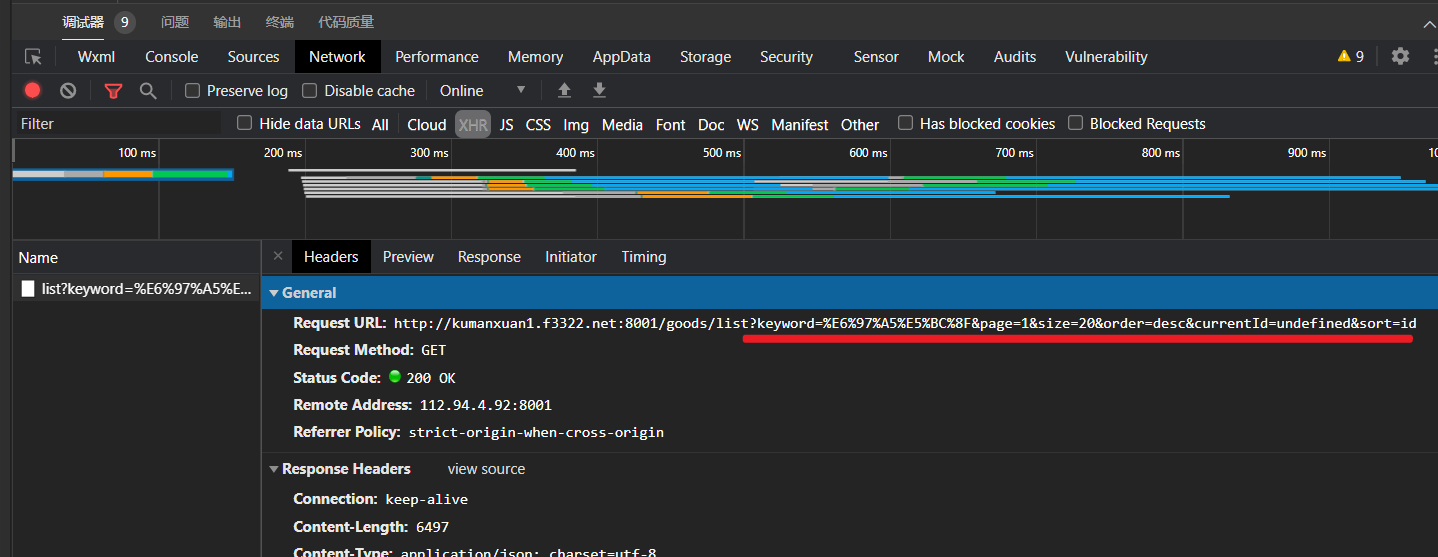 调试器 9 问题 输出 终端 代码质量
Wxml Console Sources Network Performance Memory AppData Storage Security Sensor Mock Audits Vulnerability 9
Preserve log Disable cache Online
Filter Hide data URLs All Cloud XHR JS CSS Img Media Font Doc WS Manifest Other Has blocked cookies Blocked Requests
100 ms 200 ms 300 ms 400 ms 500 ms 600 ms 700 ms 800 ms 900 ms 10
Name × Headers Preview Response Initiator Timing
list?keyword=%E6%97%A5%E...
General
Request URL: http://kumanxuan1.f3322.net:8001/goods/list?keyword=%E6%97%A5%E5%BC%8F&page=1&size=20&order=desc&currentId=undefined&sort=id
Request Method: GET
Status Code: 200 OK
Remote Address: 112.94.4.92:8001
Referrer Policy: strict-origin-when-cross-origin
Response Headers view source
Connection: keep-alive
Content-Length: 6497
Content-Type: application/json; charset=utf-8